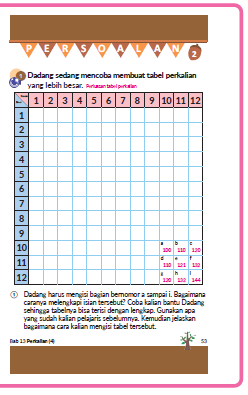 PERSOALAN 2
Dadang sedang mencoba membuat tabel perkalian
yang lebih besar. Perluasan tabel perkalian
1 2 3 4 5 6 7 8 9 10 11 12
1
2
3
4
5
6
7
8
9
a b c
10 100 110 120
d e f
11 110 121 132
g h i
12 120 132 144
① Dadang harus mengisi bagian bernomor a sampai i. Bagaimana
caranya melengkapi isian tersebut? Coba kalian bantu Dadang
sehingga tabelnya bisa terisi dengan lengkap. Gunakan apa
yang sudah kalian pelajaris sebelumnya. Kemudian jelaskan
bagaimana cara kalian mengisi tabel tersebut.
Bab 13 Perkalian (4) 53